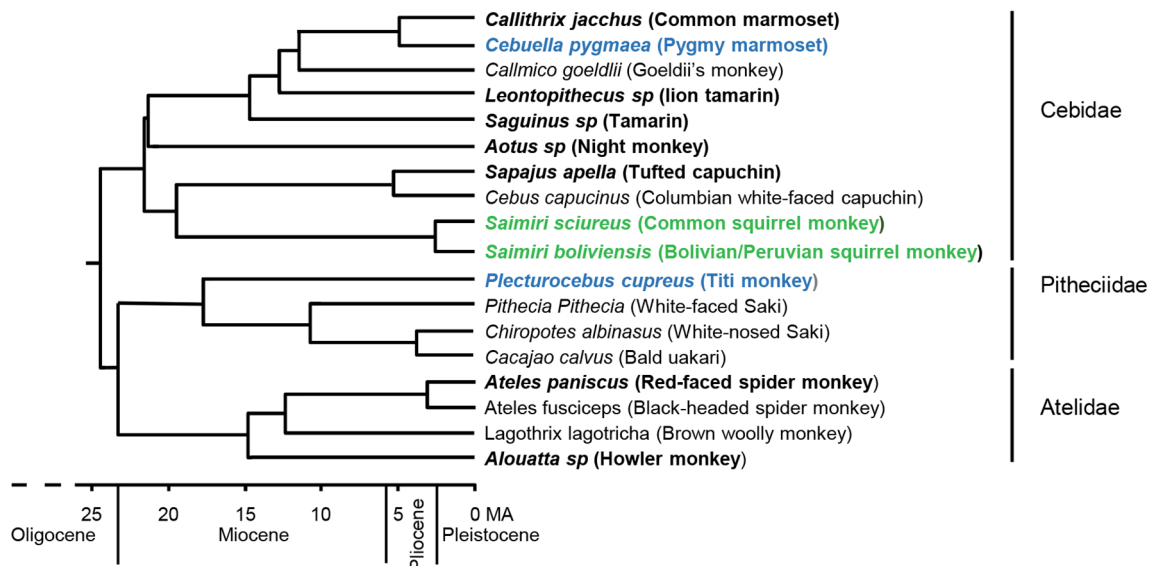 Callithrix jacchus (Common marmoset)
Cebuella pygmaea (Pygmy marmoset)
Callmico goeldlii (Goeldii's monkey)
Leontopithecus sp (lion tamarin)
Saguinus sp (Tamarin)
Aotus sp (Night monkey)
Sapajus apella (Tufted capuchin)
Cebus capucinus (Columbian white-faced capuchin)
Saimiri sciureus (Common squirrel monkey)
Saimiri boliviensis (Bolivian/Peruvian squirrel monkey)
Cebidae
Plecturocebus cupreus (Titi monkey)
Pithecia Pithecia (White-faced Saki)
Chiropotes albinasus (White-nosed Saki)
Cacajao calvus (Bald uakari)
Pitheciidae
Ateles paniscus (Red-faced spider monkey)
Ateles fusciceps (Black-headed spider monkey)
Lagothrix lagotricha (Brown woolly monkey)
Alouatta sp (Howler monkey)
Atelidae
25 20 15 10 5 0 MA
Oligocene Miocene Pliocene Pleistocene